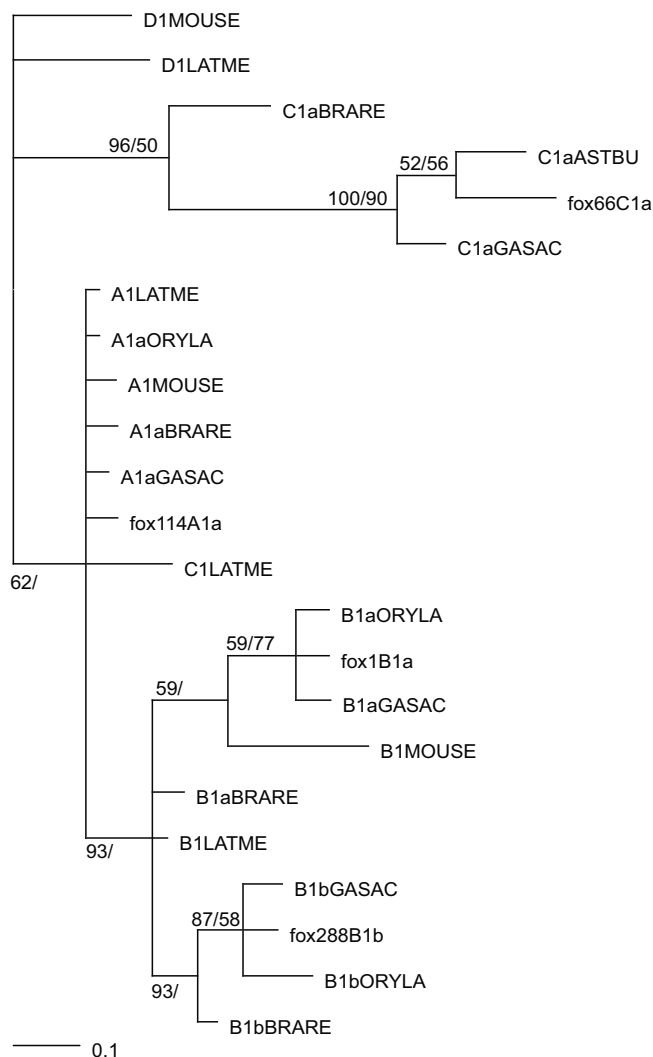 D1MOUSE
D1LATME
C1aBRARE
96/50
52/56
C1aASTBU
100/90
fox66C1a
C1aGASAC
A1LATME
A1aORYLA
A1MOUSE
A1aBRARE
A1aGASAC
fox114A1a
C1LATME
62/
B1aORYLA
59/77
fox1B1a
59/
B1aGASAC
B1MOUSE
B1aBRARE
B1LATME
93/
B1bGASAC
87/58
fox288B1b
B1bORYLA
93/
B1bBRARE
0.1